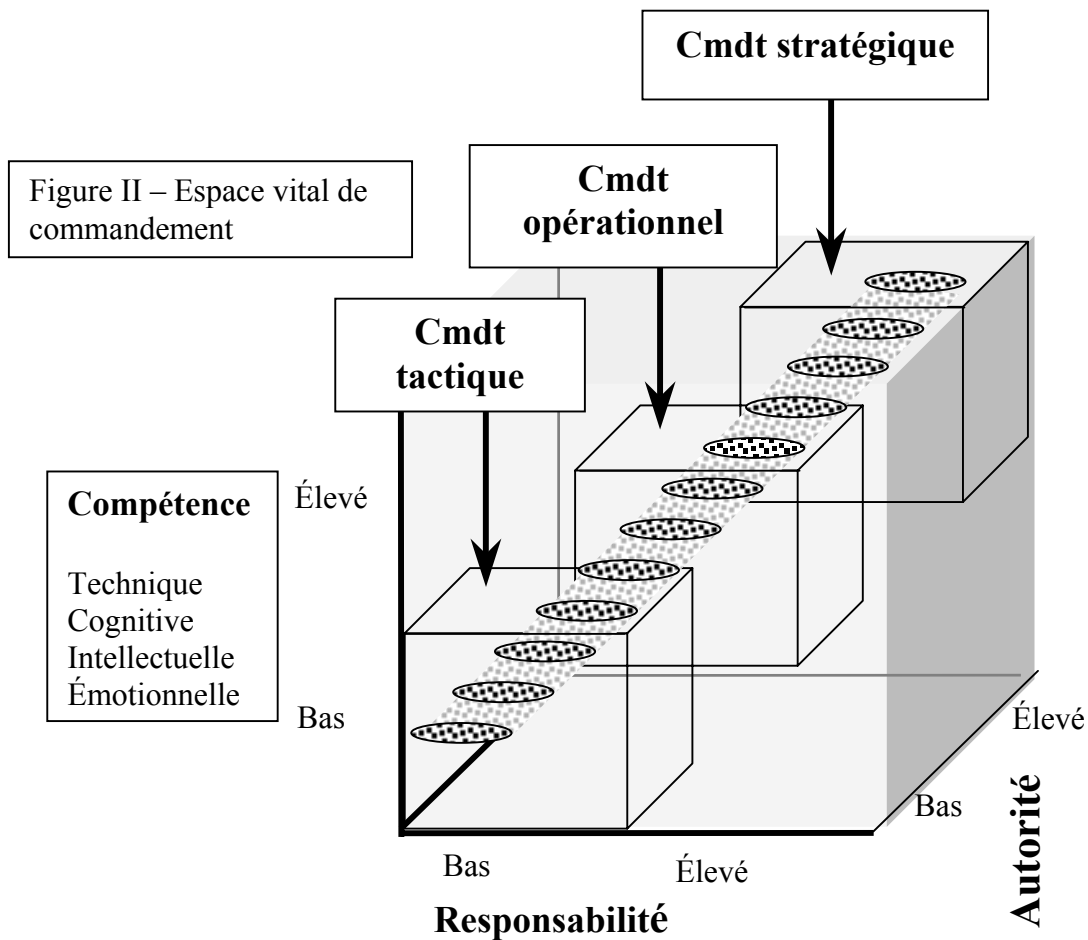 Cmdt stratégique
Figure II – Espace vital de
commandement
Cmdt
opérationnel
Cmdt
tactique
Compétence
Technique
Cognitive
Intellectuelle
Émotionnelle
Élevé
Bas
Élevé
Bas
Bas
Élevé
Responsabilité
Autorité